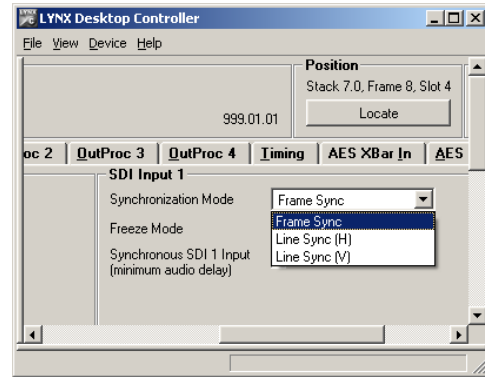 LYNX Desktop Controller
File View Device Help
Position
Stack 7.0, Frame 8, Slot 4
999.01.01
Locate
oc 2 OutProc 3 OutProc 4 Timing AES XBar In AES
SDI Input 1
Synchronization Mode Frame Sync
Frame Sync
Freeze Mode
Line Sync (H)
Synchronous SDI 1 Input
Line Sync (V)
(minimum audio delay)